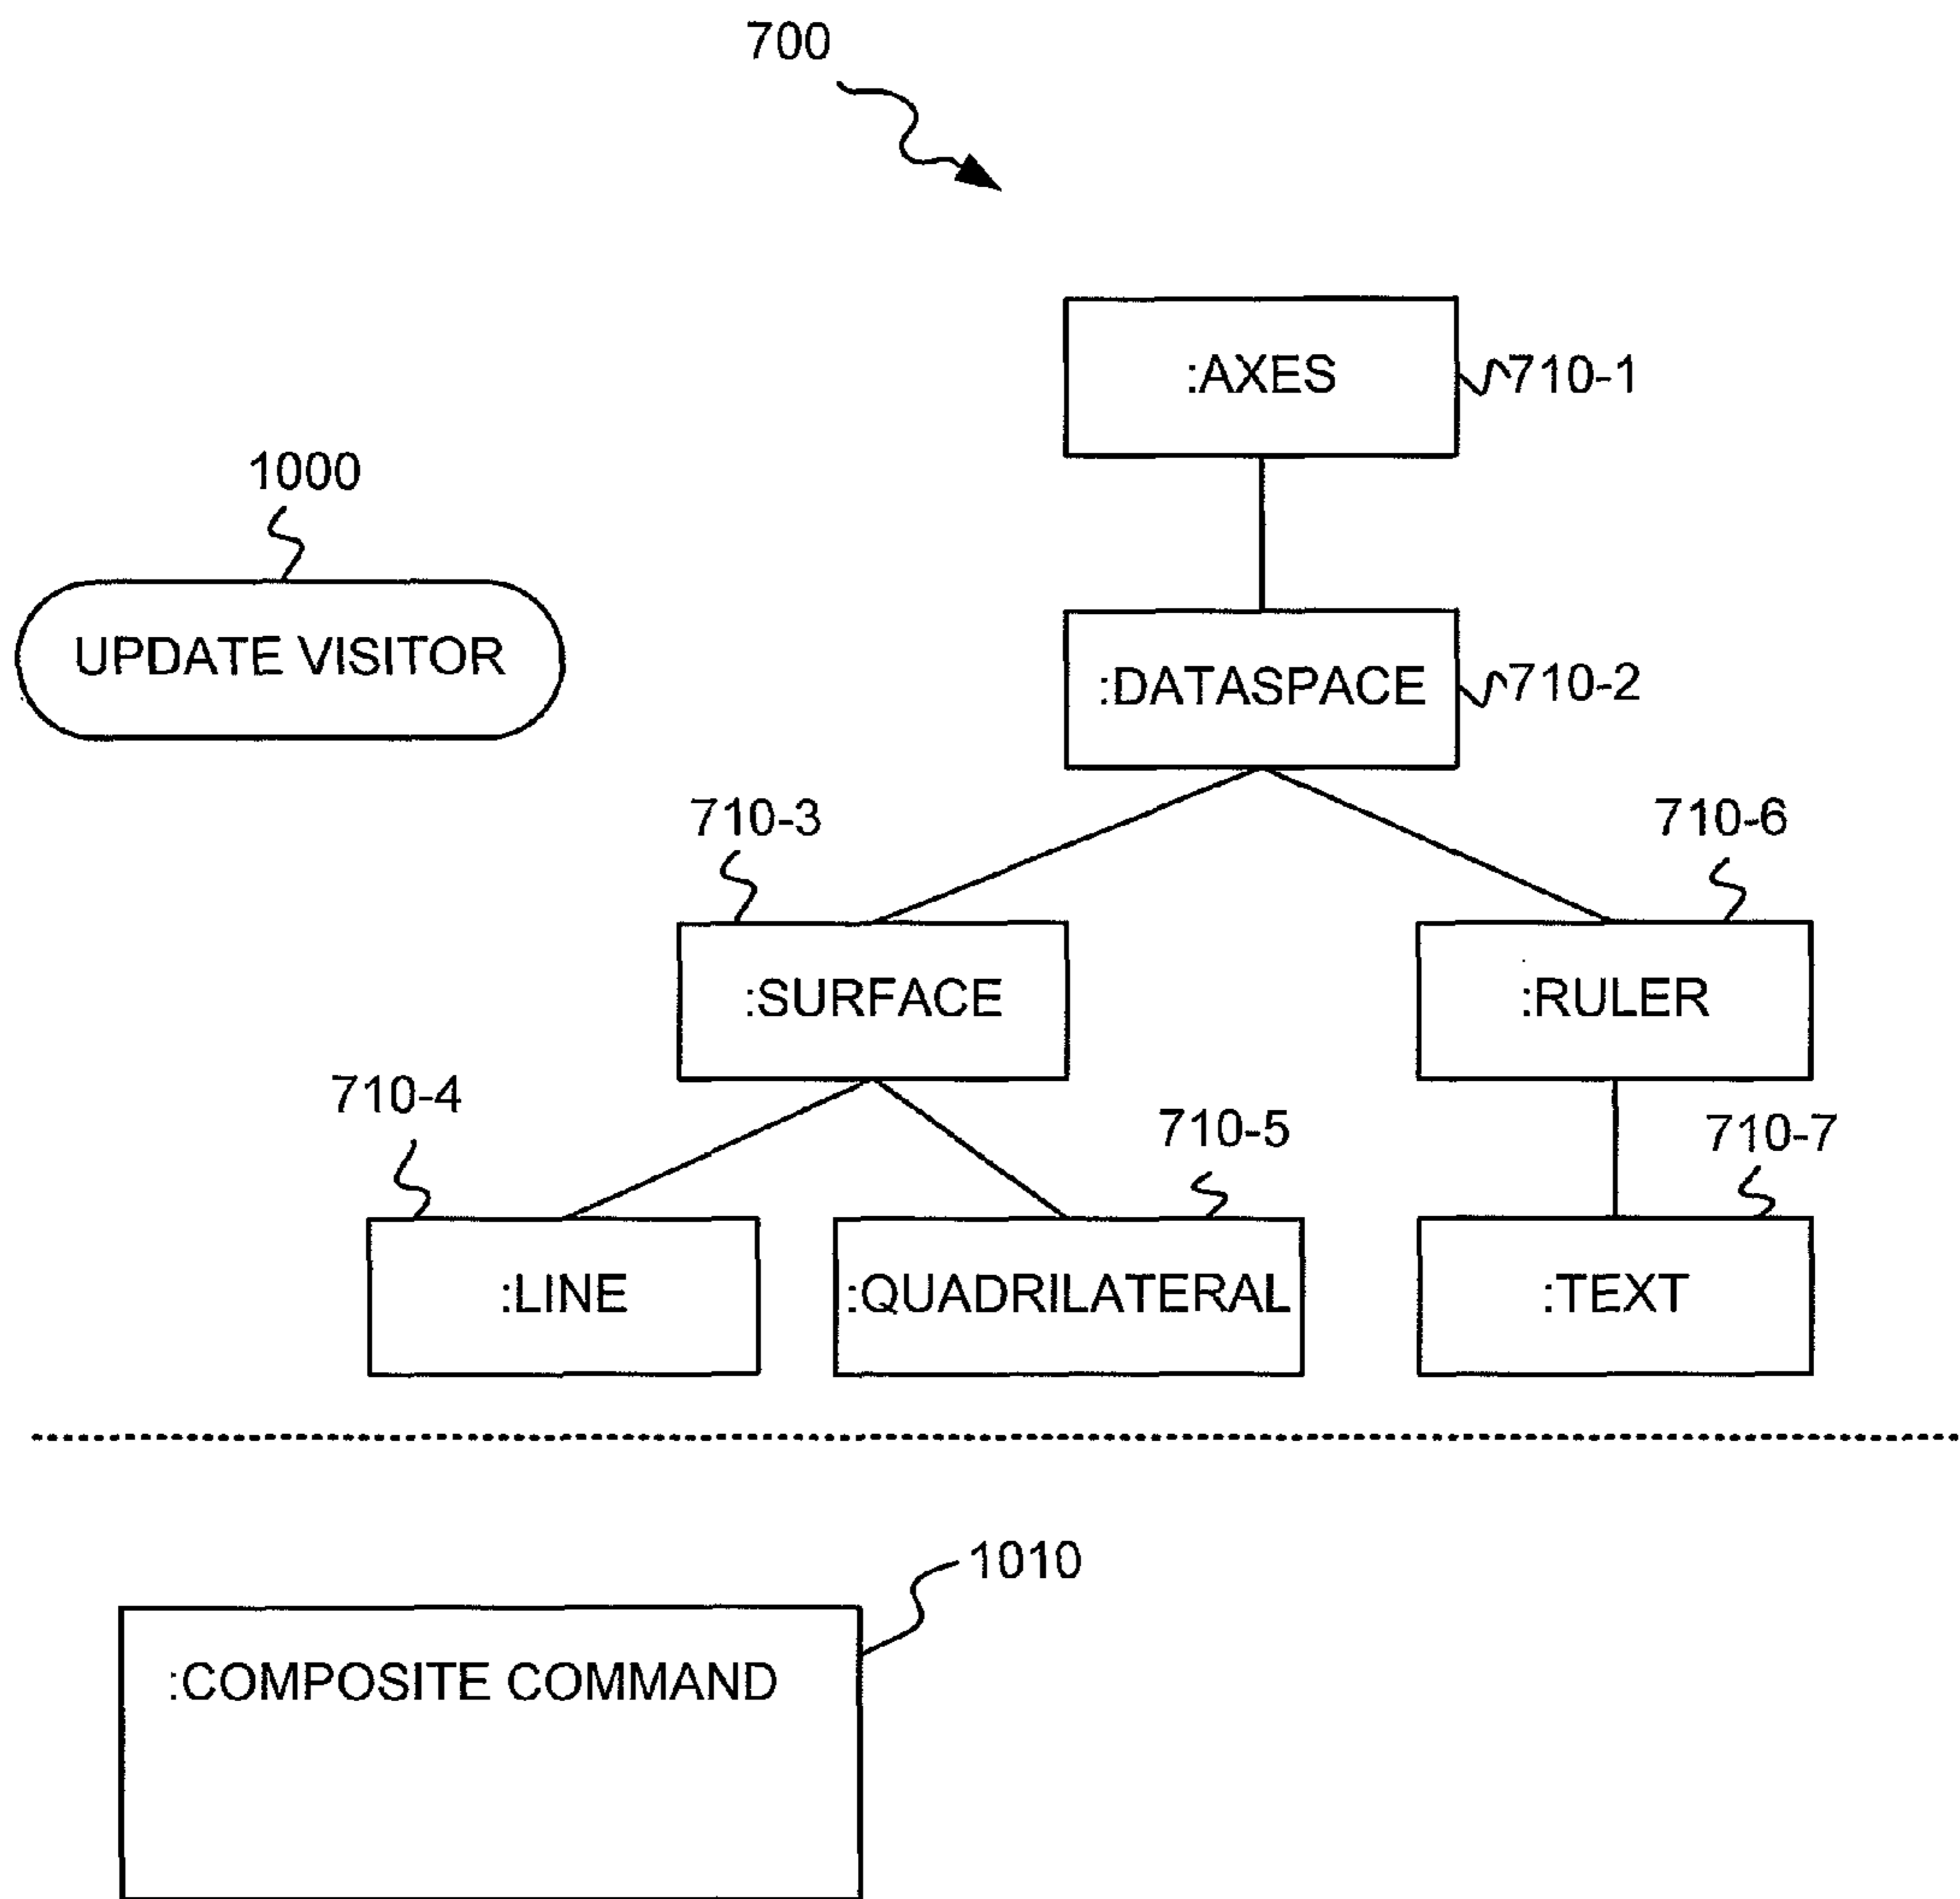 700
:AXES
710-1
1000
UPDATE VISITOR
:DATASPACE
710-2
710-3
710-6
:SURFACE
:RULER
710-4
710-5
710-7
:LINE
:QUADRILATERAL
:TEXT
1010
:COMPOSITE COMMAND